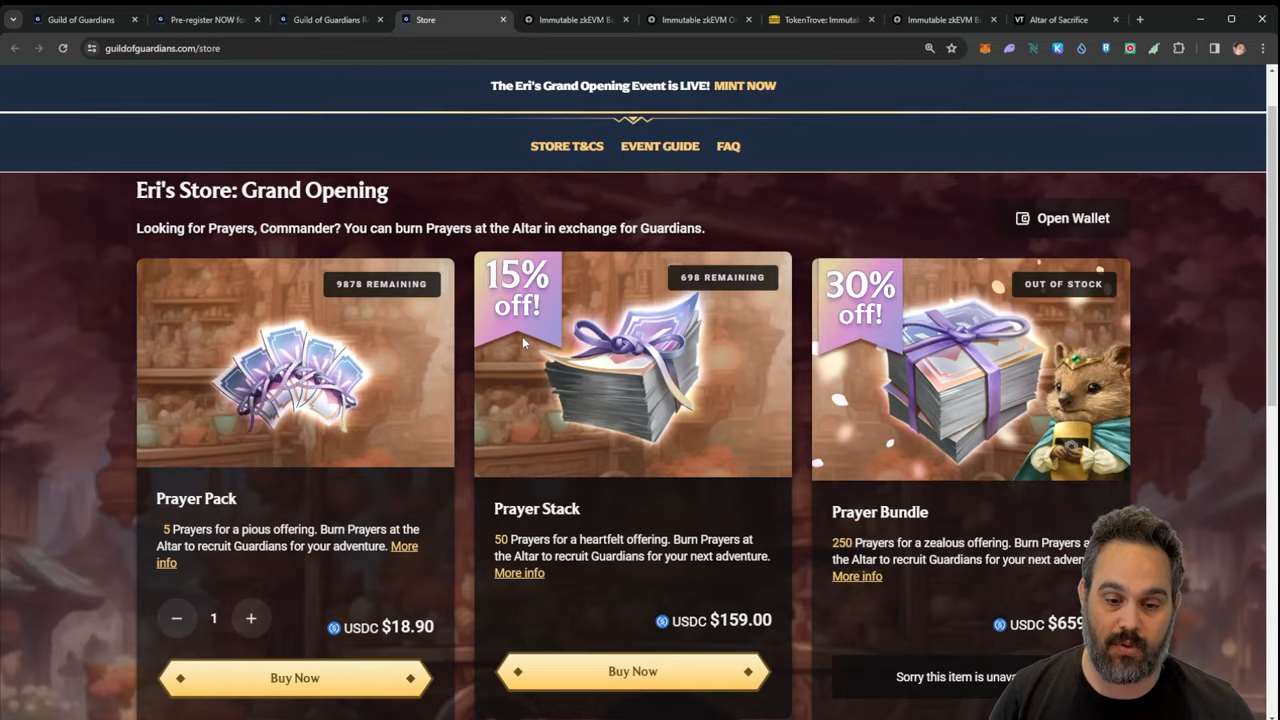 Guild of Guardians
Pre-register NOW fo
Guild of Guardians R
Store
Immutable zkEVM Ba
Immutable zkEVM O
TokenTrove: Immuta
Immutable zkEVM B
VT
Altar of Sacrifice
guildofguardians.com/store
The Eri's Grand Opening Event is LIVE! MINT NOW
STORE T&CS
EVENT GUIDE
FAQ
Eri's Store: Grand Opening
Looking for Prayers, Commander? You can burn Prayers at the Altar in exchange for Guardians.
Open Wallet
9878 REMAINING
Prayer Pack
5 Prayers for a pious offering. Burn Prayers at the
Altar to recruit Guardians for your adventure. More
info
1
USDC $18.90
Buy Now
15%
off!
698 REMAINING
Prayer Stack
50 Prayers for a heartfelt offering. Burn Prayers at
the Altar to recruit Guardians for your next adventure.
More info
USDC $159.00
Buy Now
30%
off!
OUT OF STOCK
Prayer Bundle
250 Prayers for a zealous offering. Burn Prayers a
the Altar to recruit Guardians for your next adven
More info
USDC $659
Sorry this item is unava